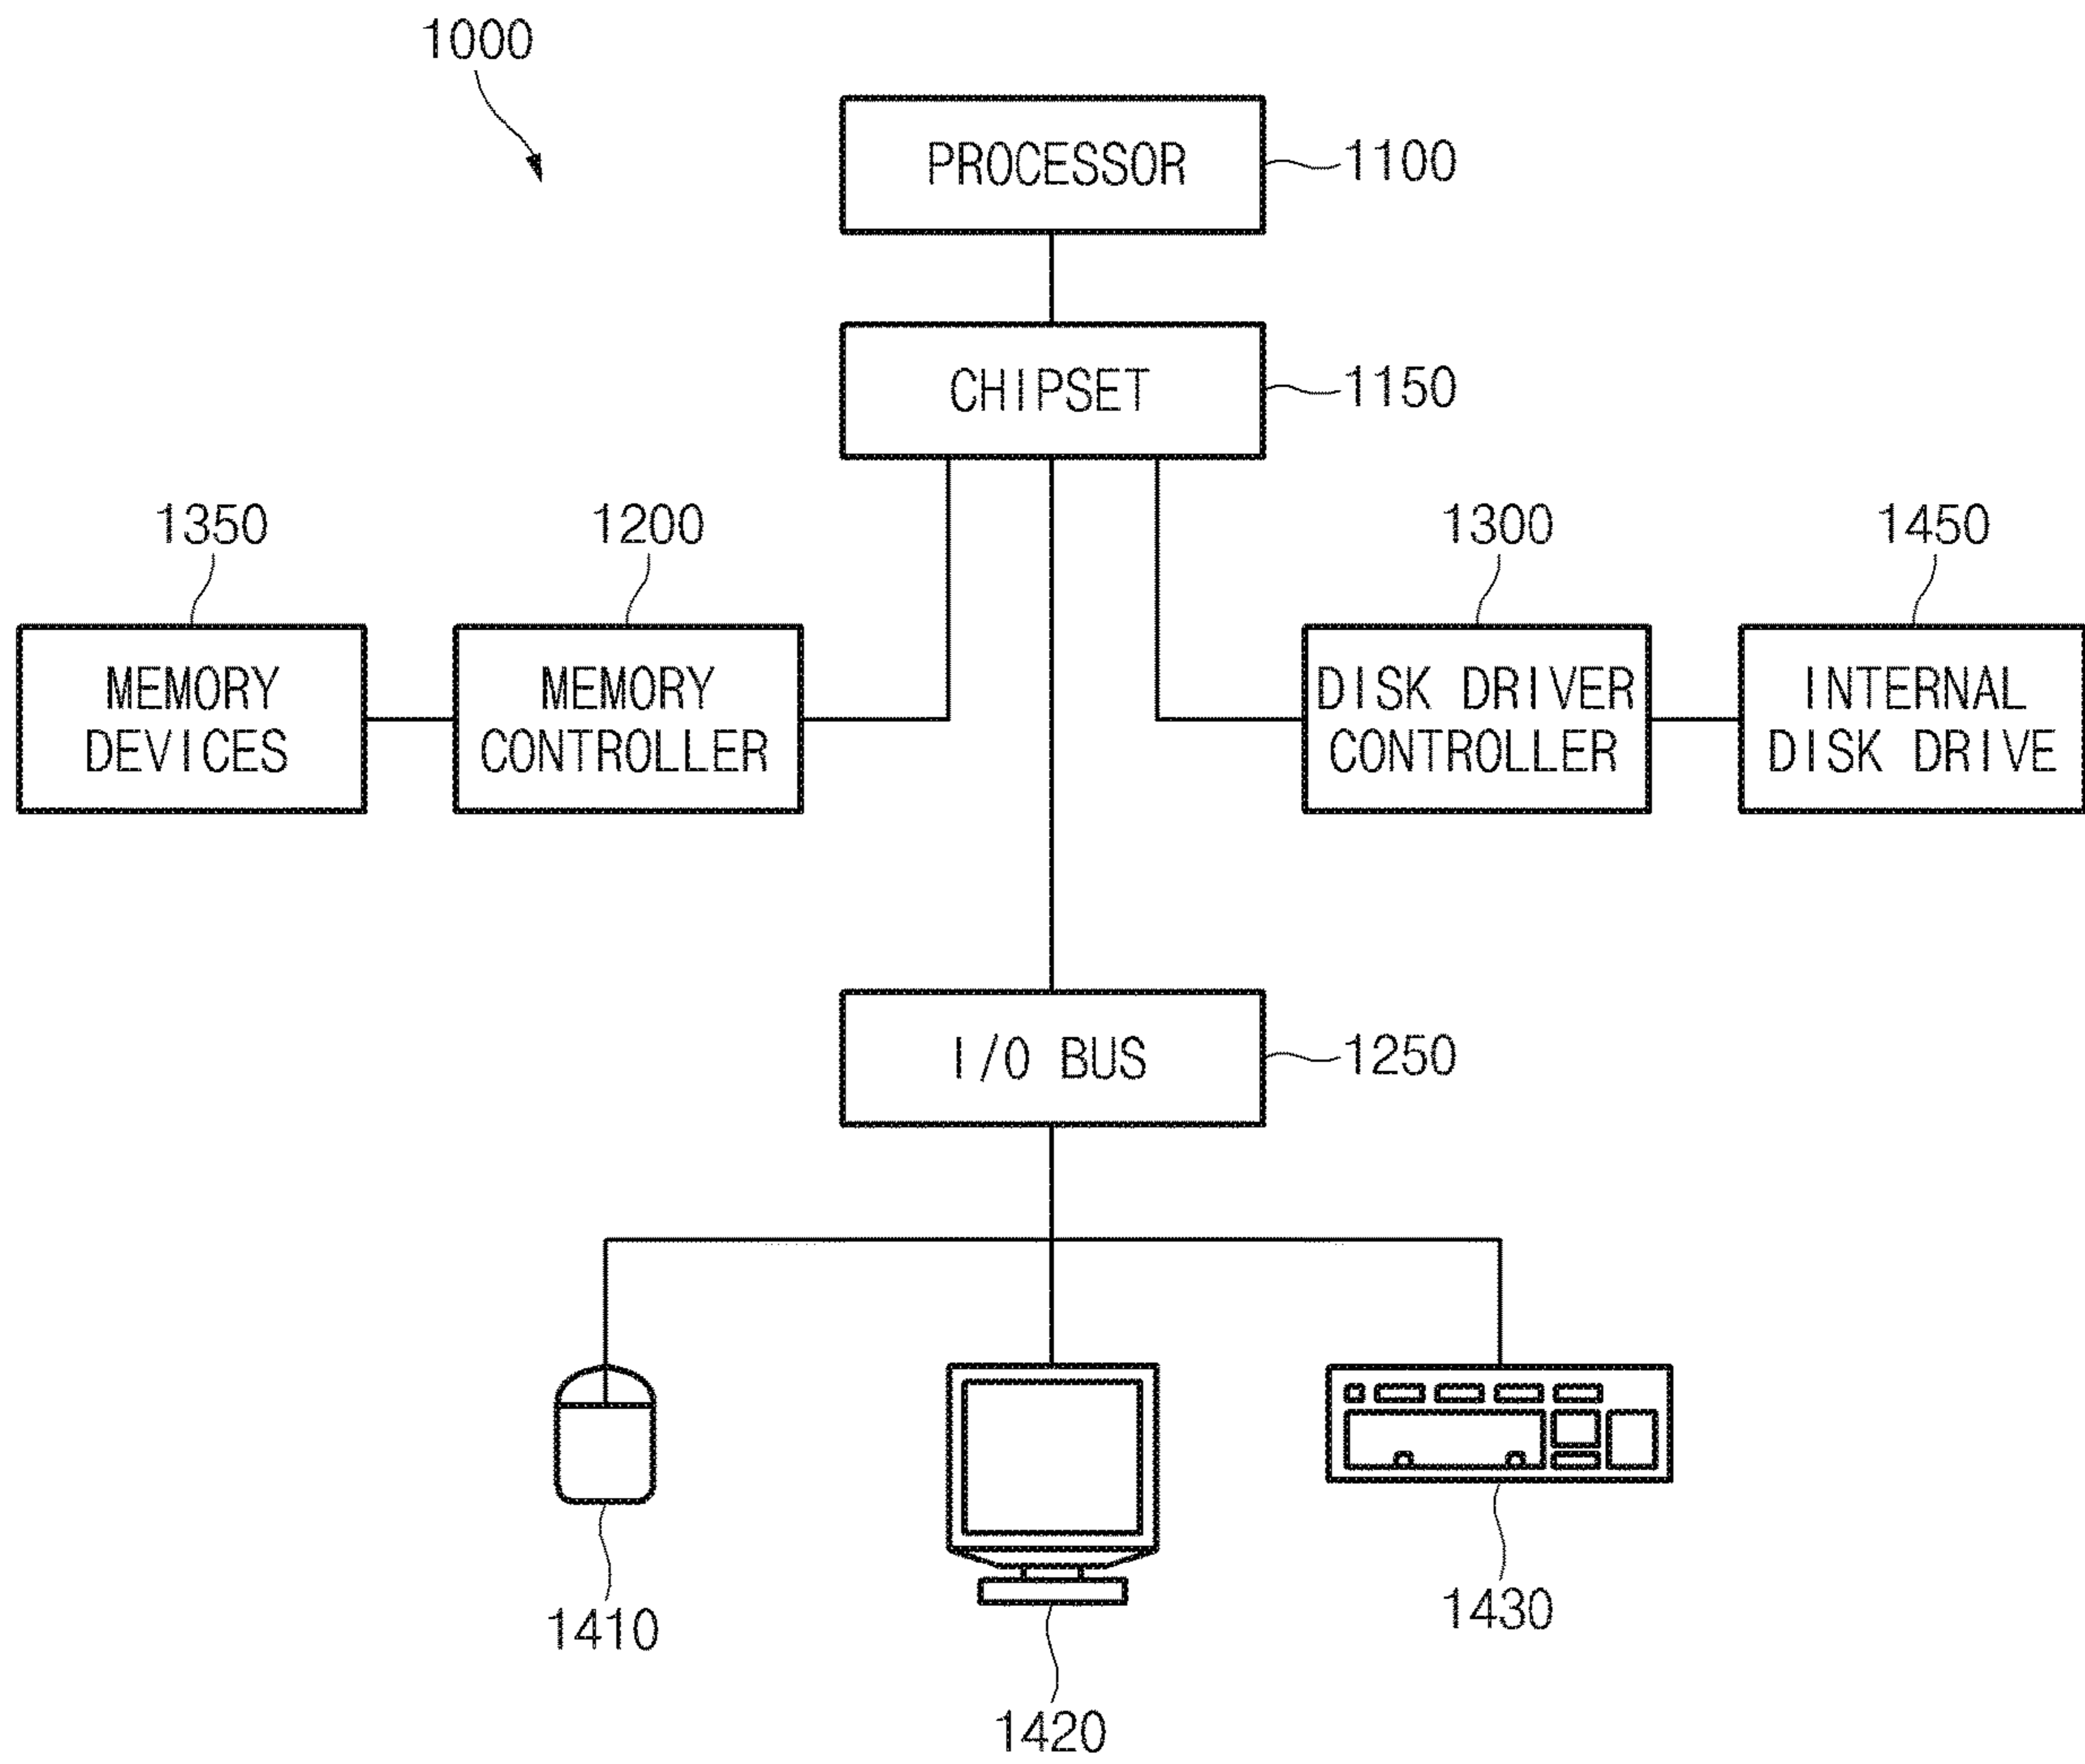 1000
PROCESSOR
1100
CHIPSET
1150
1350
1200
1300
1450
MEMORY
DEVICES
MEMORY
CONTROLLER
DISK DRIVER
CONTROLLER
INTERNAL
DISK DRIVE
I/O BUS
1250
1410
1420
1430